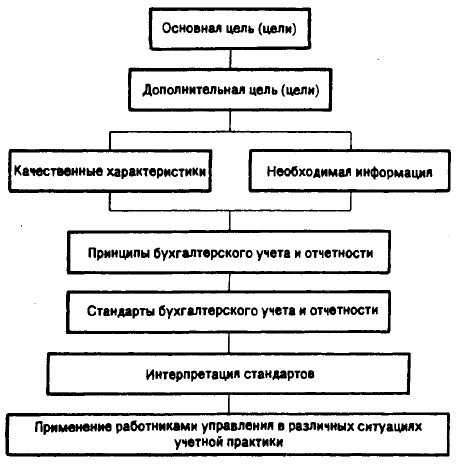 Основная цель (цели)
Дополнительная цель (цели)
Качественные характеристики
Необходимая информация
Принципы бухгалтерского учета и отчетности
Стандарты бухгалтерского учета и отчетности
Интерпретация стандартов
Применение работниками управления в различных ситуациях
учетной практики